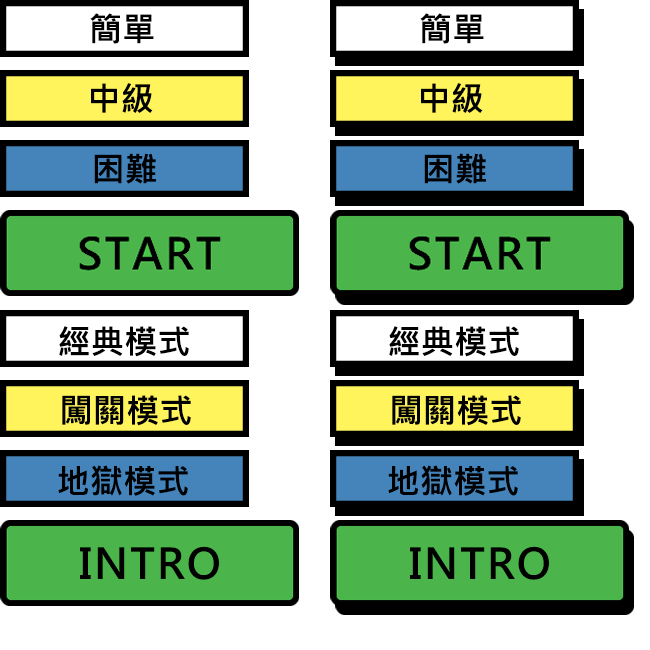 簡單 簡單
中級 中級
困難 困難
START START
經典模式 經典模式
闖關模式 闖關模式
地獄模式 地獄模式
INTRO INTRO